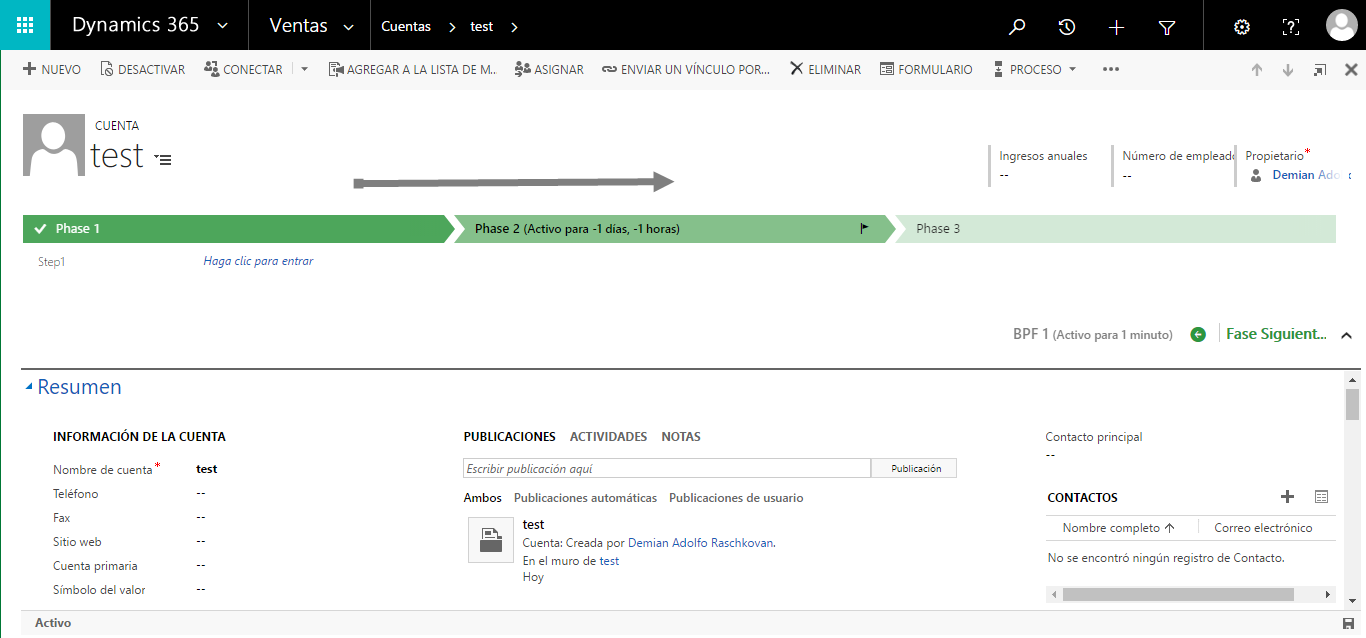 Dynamics 365 Ventas Cuentas test
NUEVO DESACTIVAR CONECTAR AGREGAR A LA LISTA DE M... ASIGNAR ENVIAR UN VÍNCULO POR... ELIMINAR FORMULARIO PROCESO •••
CUENTA
test
Ingresos anuales Número de emplead Propietario*
-- -- Demian Ado
Phase 1 Phase 2 (Activo para -1 días, -1 horas) Phase 3
Step1 Haga clic para entrar
BPF 1 (Activo para 1 minuto) Fase Siguient...
Resumen
INFORMACIÓN DE LA CUENTA
Nombre de cuenta* test
Teléfono --
Fax --
Sitio web --
Cuenta primaria --
Símbolo del valor --
PUBLICACIONES ACTIVIDADES NOTAS
Escribir publicación aquí Publicación
Ambos Publicaciones automáticas Publicaciones de usuario
test
Cuenta: Creada por Demian Adolfo Raschkovan.
En el muro de test
Hoy
Contacto principal
--
CONTACTOS
Nombre completo Correo electrónico
No se encontró ningún registro de Contacto.
Activo